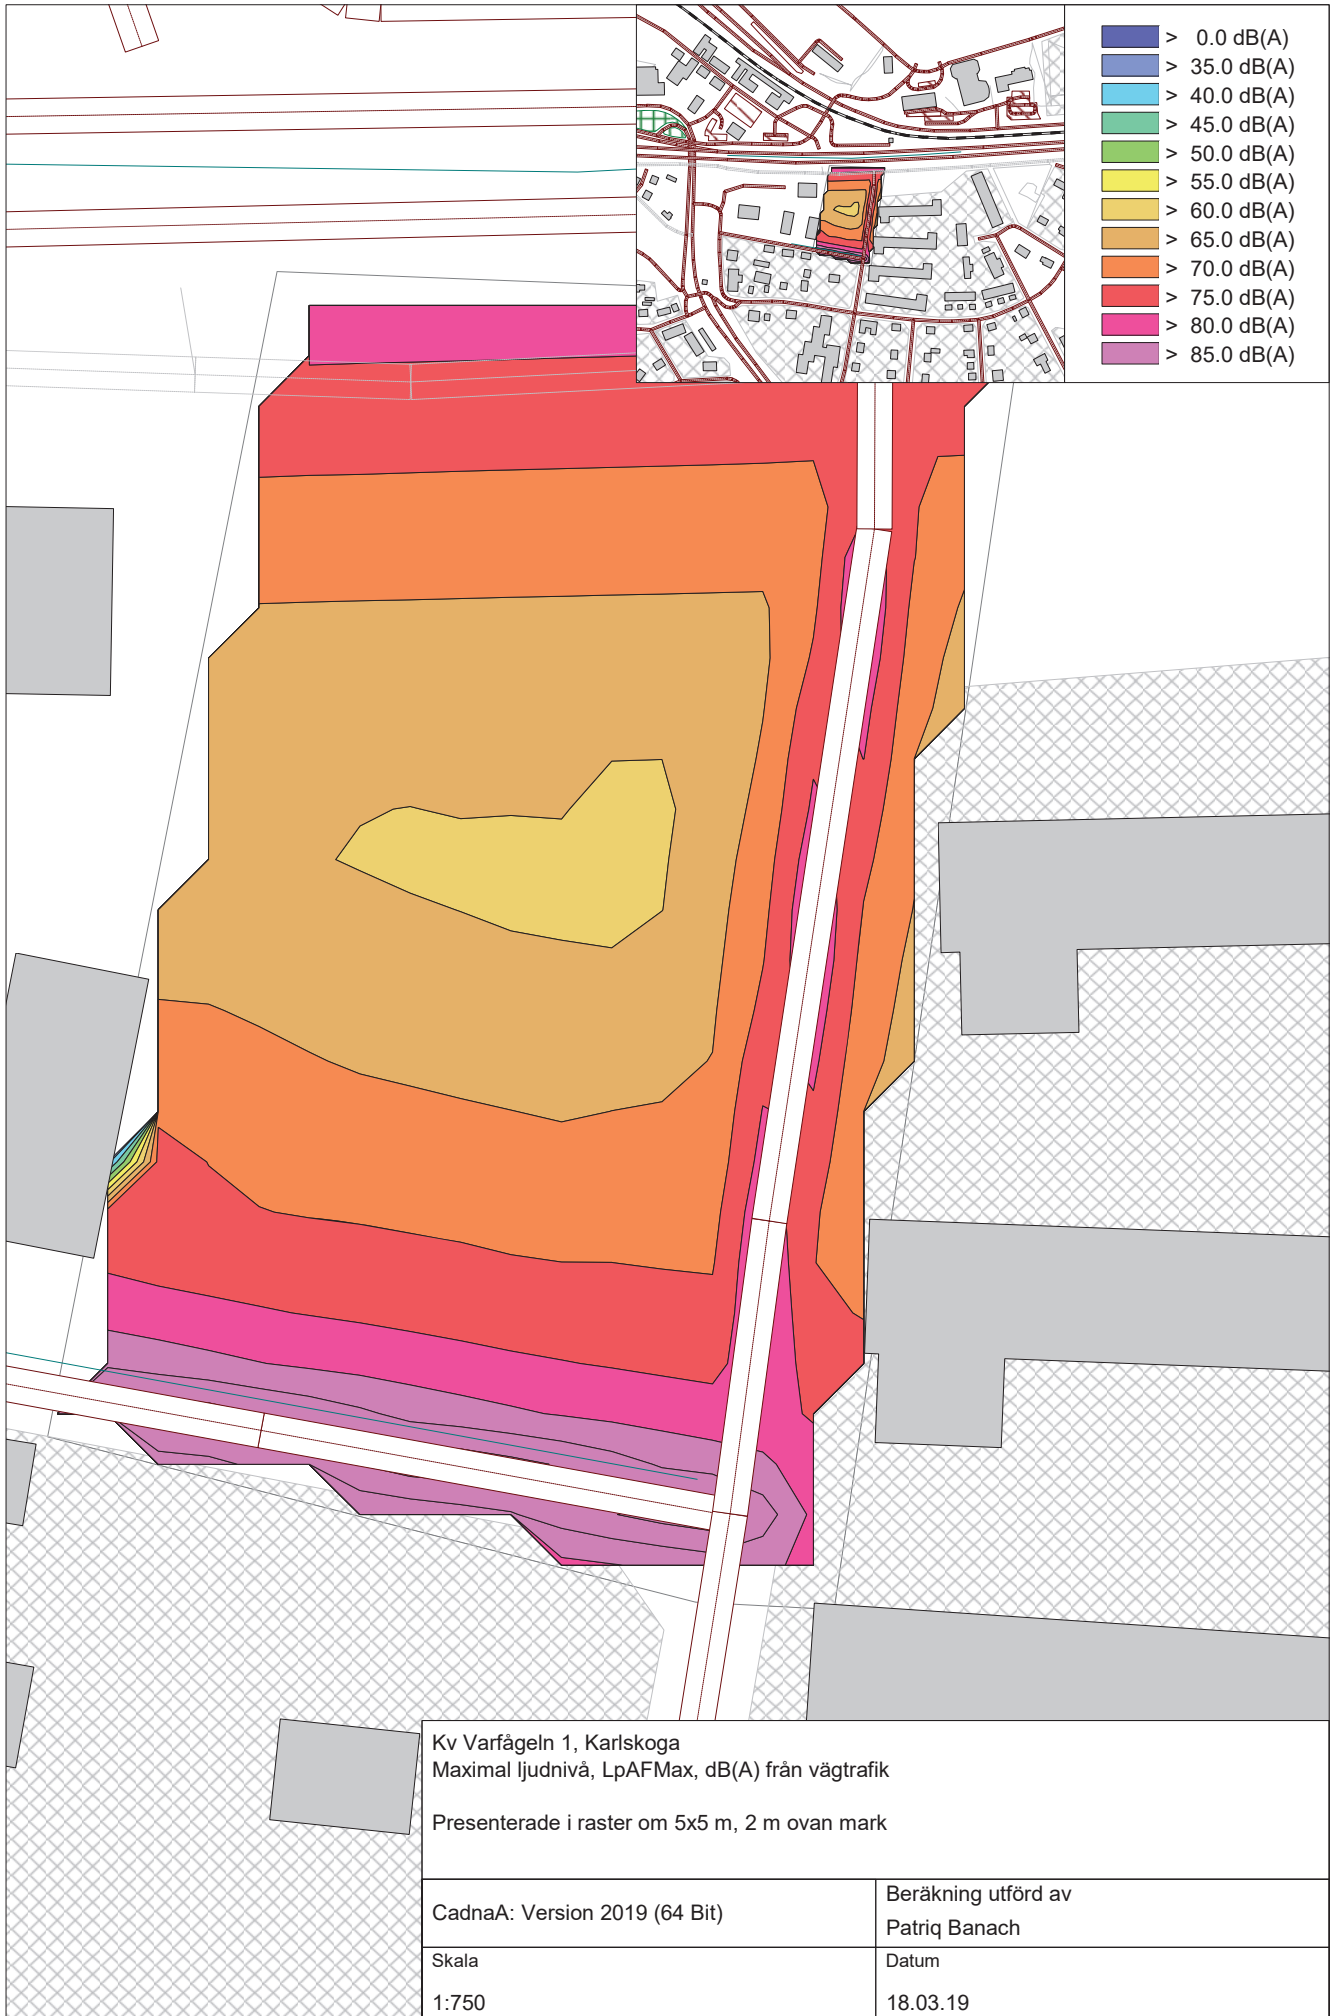 > 0.0 dB(A)
> 35.0 dB(A)
> 40.0 dB(A)
> 45.0 dB(A)
> 50.0 dB(A)
> 55.0 dB(A)
> 60.0 dB(A)
> 65.0 dB(A)
> 70.0 dB(A)
> 75.0 dB(A)
> 80.0 dB(A)
> 85.0 dB(A)
Kv Varfågeln 1, Karlskoga
Maximal ljudnivå, LpAFMax, dB(A) från vägtrafik
Presenterade i raster om 5x5 m, 2 m ovan mark
CadnaA: Version 2019 (64 Bit)
Beräkning utförd av
Patriq Banach
Skala
1:750
Datum
18.03.19